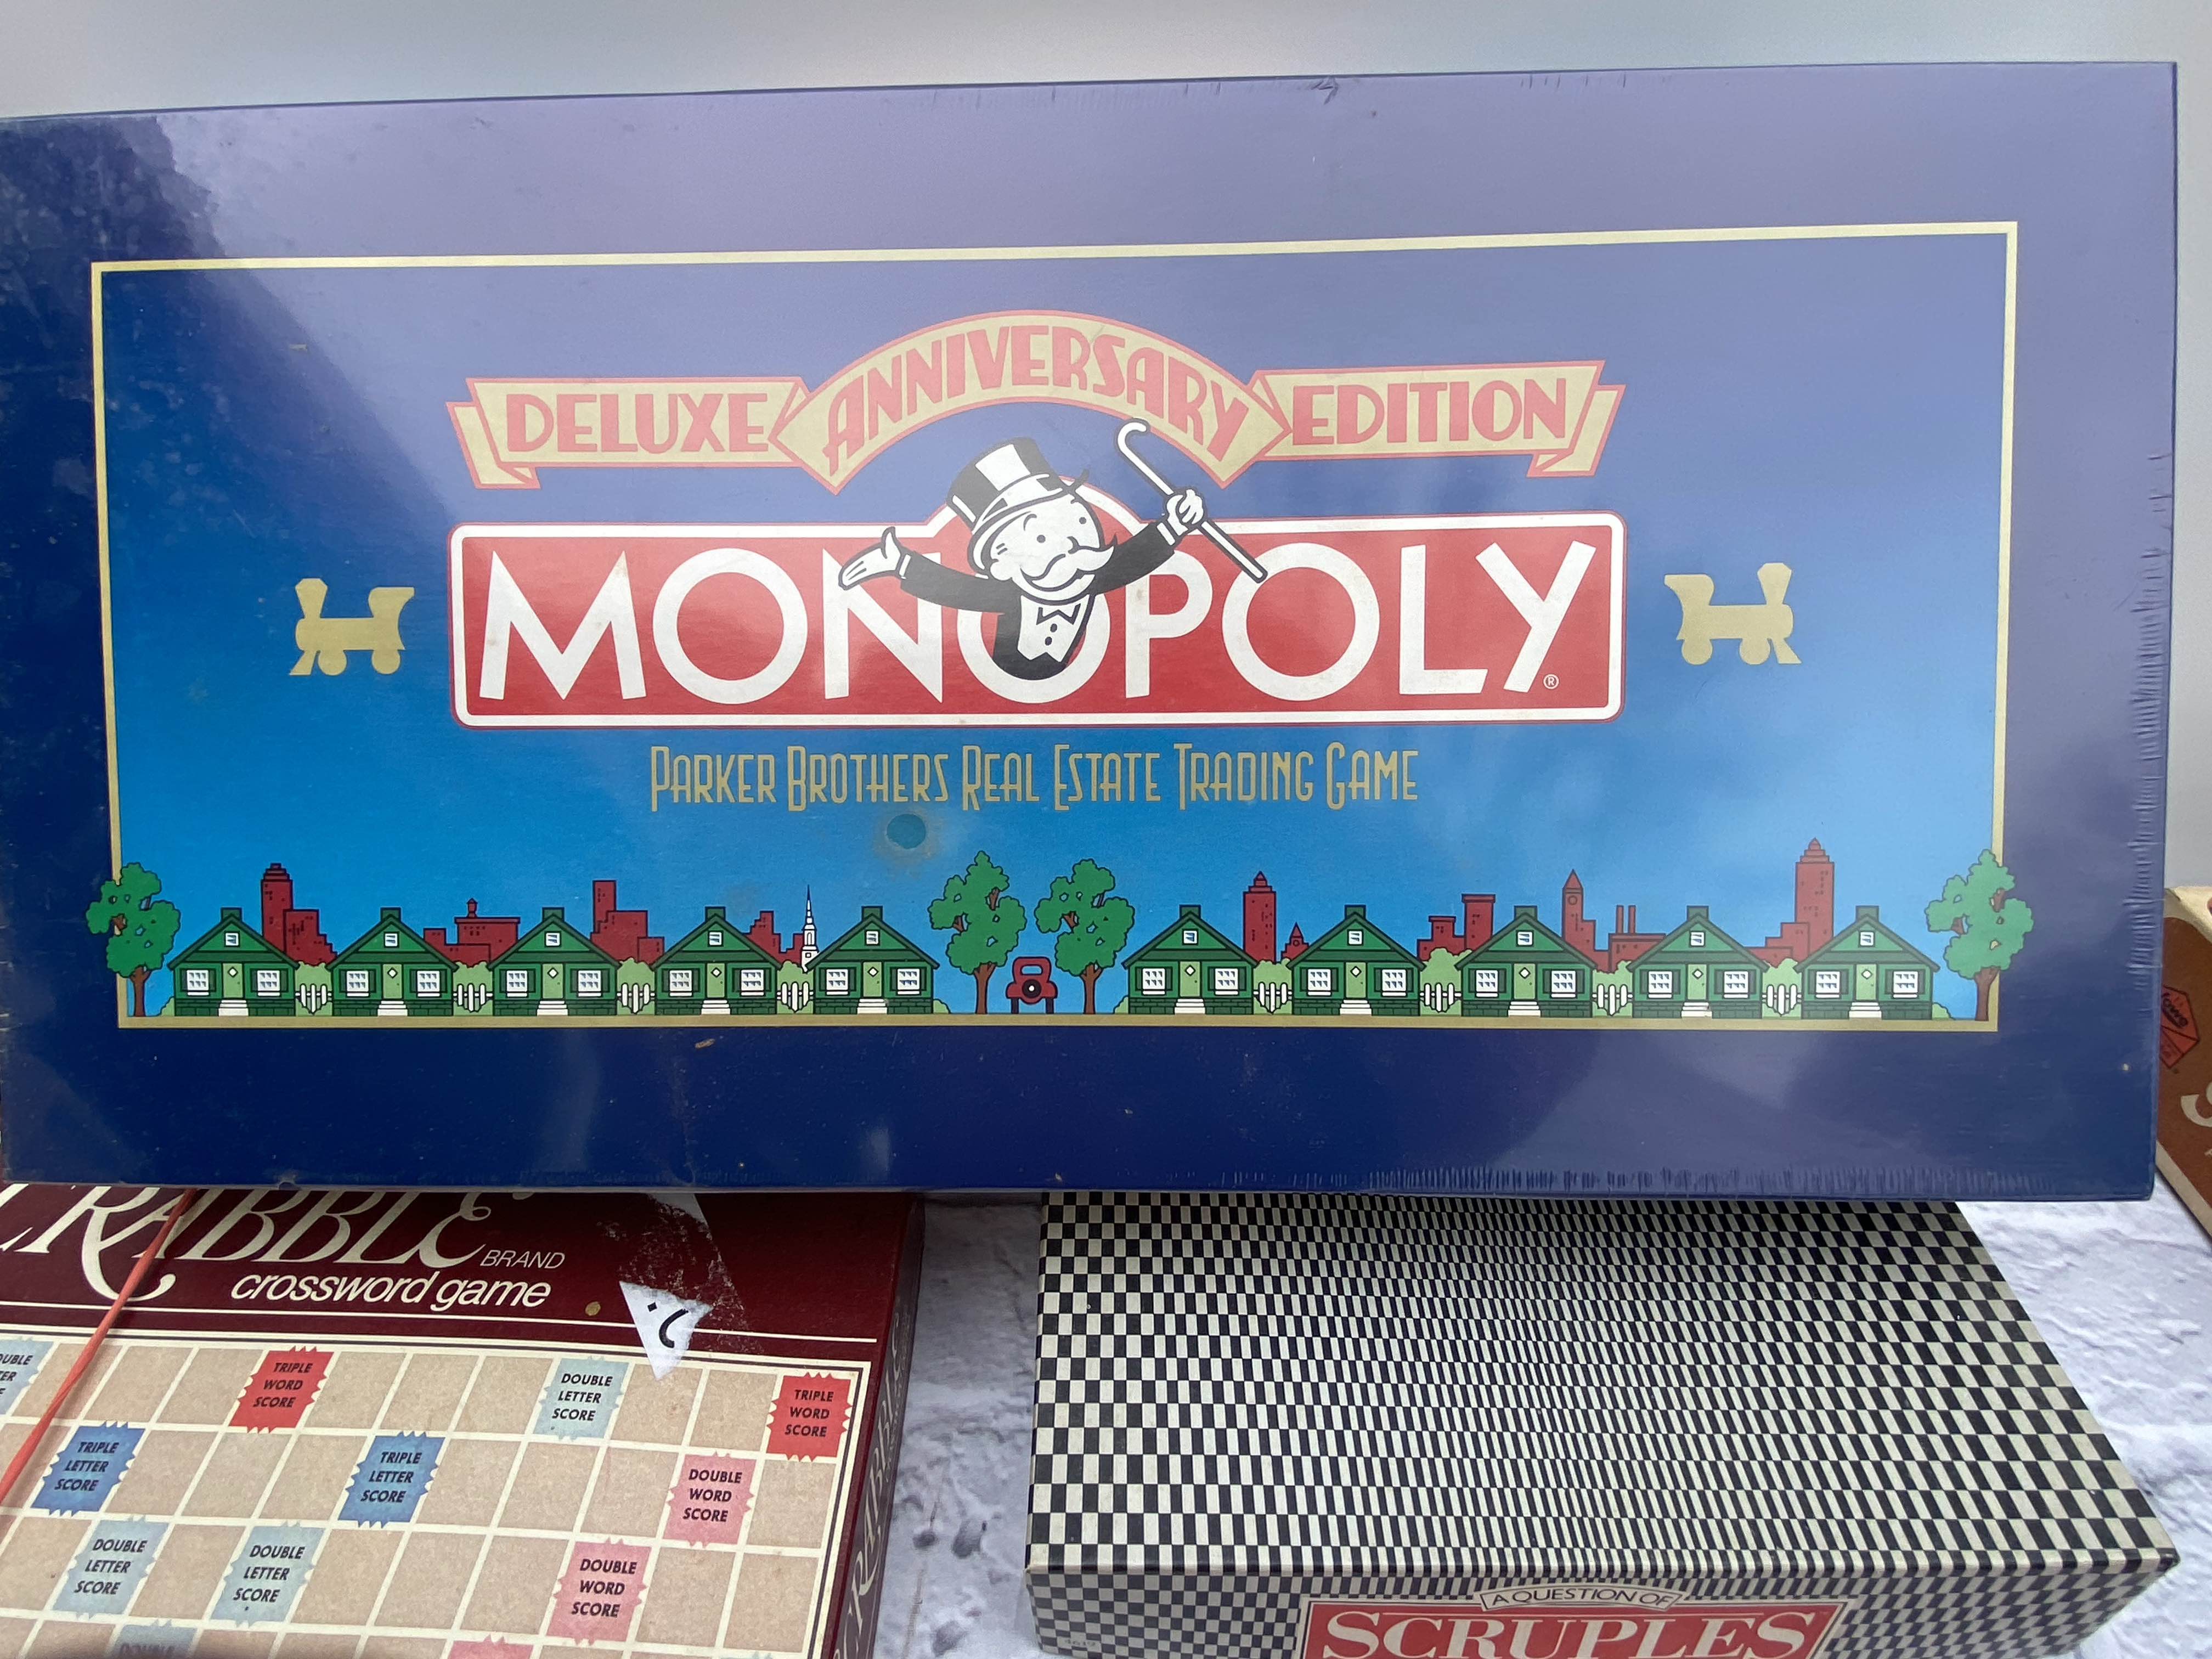 DELUXE ANNIVERSARY EDITION
MONOPOLY®
PARKER BROTHERS REAL ESTATE TRADING GAME
CRABBLE BRAND
crossword game
TRIPLE WORD SCORE
DOUBLE LETTER SCORE
TRIPLE WORD SCORE
TRIPLE LETTER SCORE
TRIPLE LETTER SCORE
DOUBLE WORD SCORE
DOUBLE LETTER SCORE
DOUBLE LETTER SCORE
DOUBLE WORD SCORE
DOUBLE
A QUESTION OF
SCRUPLES